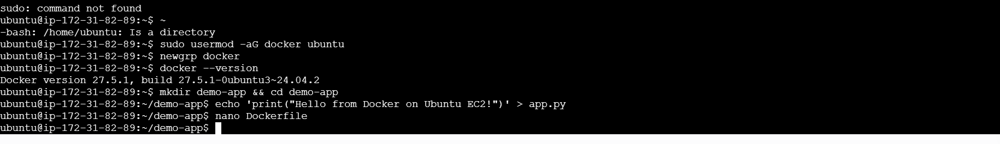 sudo: command not found
ubuntu@ip-172-31-82-89:~$ ~
-bash: /home/ubuntu: Is a directory
ubuntu@ip-172-31-82-89:~$ sudo usermod -aG docker ubuntu
ubuntu@ip-172-31-82-89:~$ newgrp docker
ubuntu@ip-172-31-82-89:~$ docker --version
Docker version 27.5.1, build 27.5.1-0ubuntu3~24.04.2
ubuntu@ip-172-31-82-89:~$ mkdir demo-app && cd demo-app
ubuntu@ip-172-31-82-89:~/demo-app$ echo 'print("Hello from Docker on Ubuntu EC2!")' > app.py
ubuntu@ip-172-31-82-89:~/demo-app$ nano Dockerfile
ubuntu@ip-172-31-82-89:~/demo-app$